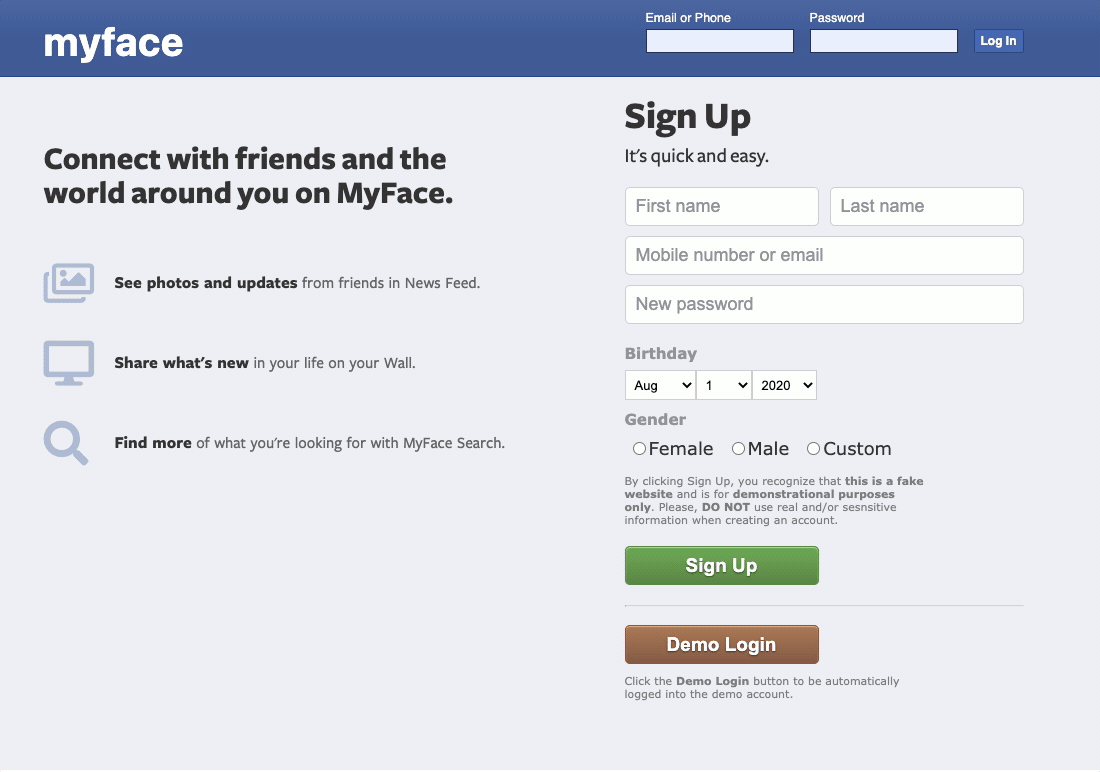 myface
Email or Phone
Password
Log In
Connect with friends and the
world around you on MyFace.
See photos and updates from friends in News Feed.
Share what's new in your life on your Wall.
Find more of what you're looking for with MyFace Search.
Sign Up
It's quick and easy.
First name
Last name
Mobile number or email
New password
Birthday
Aug
1
2020
Gender
Female
Male
Custom
By clicking Sign Up, you recognize that this is a fake
website and is for demonstrational purposes
only. Please, DO NOT use real and/or sesnsitive
information when creating an account.
Sign Up
Demo Login
Click the Demo Login button to be automatically
logged into the demo account.